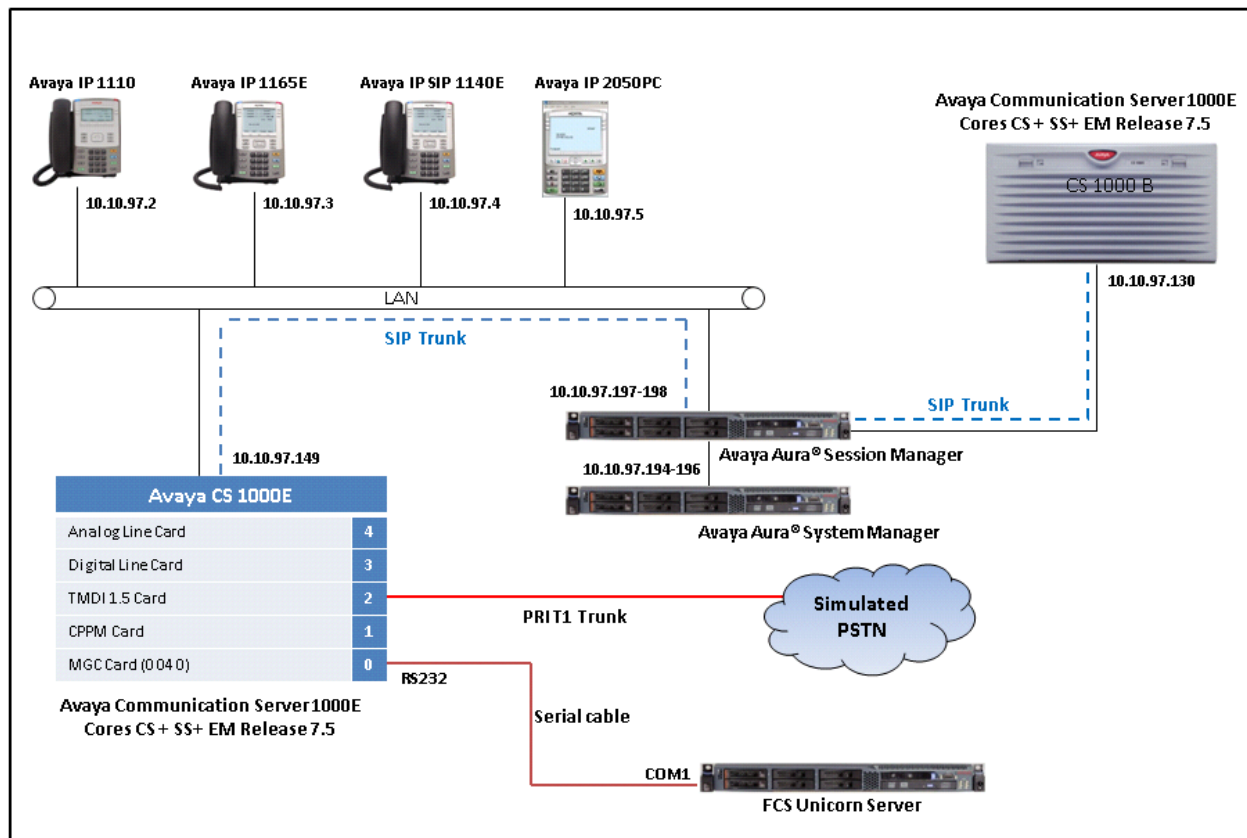 Avaya IP 1110
Avaya IP 1165E
Avaya IP SIP 1140E
Avaya IP 2050PC
10.10.97.2
10.10.97.3
10.10.97.4
10.10.97.5
Avaya Communication Server 1000E
Cores CS + SS+ EM Release 7.5
CS 1000 B
10.10.97.130
LAN
SIP Trunk
10.10.97.197-198
SIP Trunk
Avaya Aura® Session Manager
10.10.97.194-196
Avaya Aura® System Manager
10.10.97.149
Avaya CS 1000E
Analog Line Card 4
Digital Line Card 3
TMDI 1.5 Card 2
CPPM Card 1
MGC Card (0 04 0) 0
PRIT1 Trunk
Simulated
PSTN
RS232
Avaya Communication Server 1000E
Cores CS + SS+ EM Release 7.5
Serial cable
COM1
FCS Unicorn Server